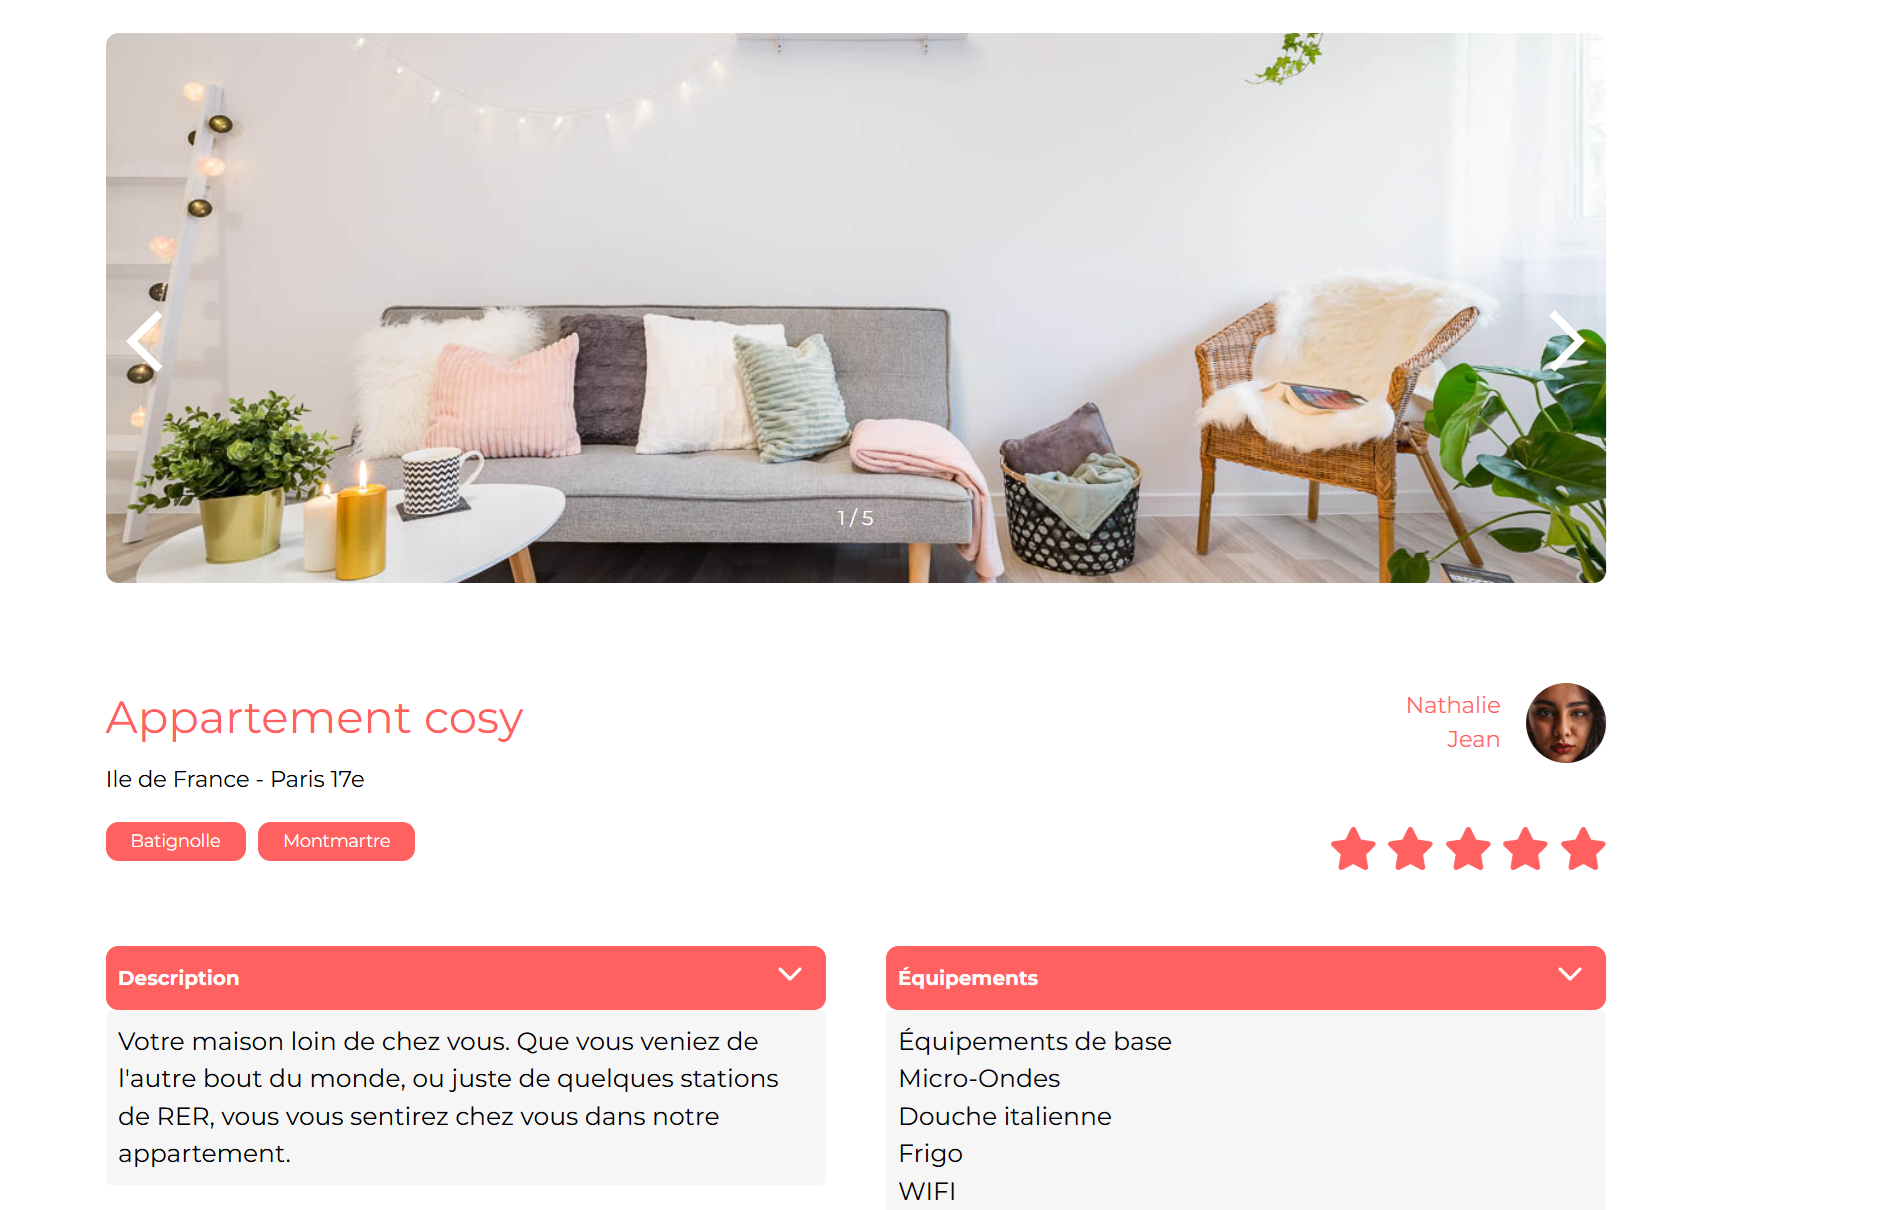 1 / 5
Appartement cosy
Nathalie
Jean
Ile de France - Paris 17e
Batignolle
Montmartre
Description
Votre maison loin de chez vous. Que vous veniez de
l'autre bout du monde, ou juste de quelques stations
de RER, vous vous sentirez chez vous dans notre
appartement.
Équipements
Équipements de base
Micro-Ondes
Douche italienne
Frigo
WIFI